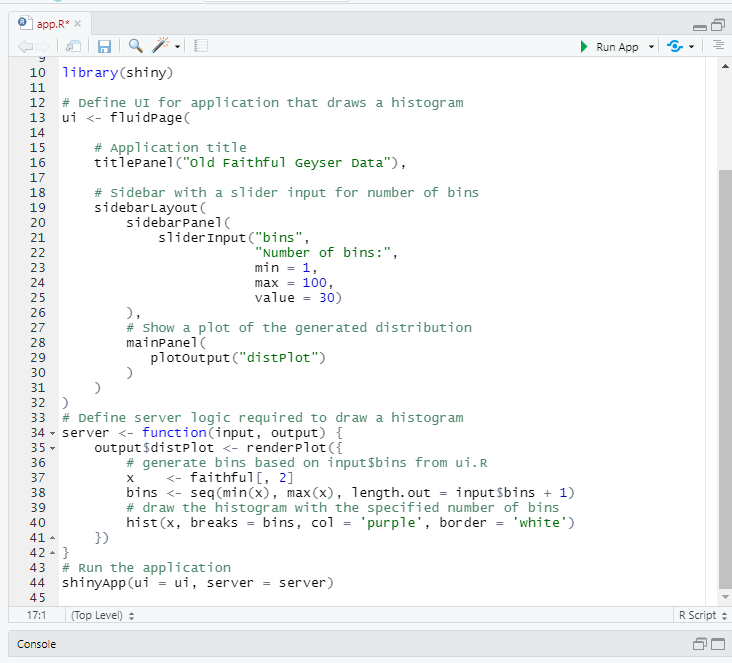 app.R*
Run App
9
10 library(shiny)
11
12 # Define UI for application that draws a histogram
13 ui <- fluidPage(
14
15     # Application title
16     titlePanel("Old Faithful Geyser Data"),
17
18     # Sidebar with a slider input for number of bins
19     sidebarLayout(
20         sidebarPanel(
21             sliderInput("bins",
22                         "Number of bins:",
23                         min = 1,
24                         max = 100,
25                         value = 30)
26         ),
27         # Show a plot of the generated distribution
28         mainPanel(
29            plotOutput("distPlot")
30         )
31     )
32 )
33 # Define server logic required to draw a histogram
34 server <- function(input, output) {
35     output$distPlot <- renderPlot({
36         # generate bins based on input$bins from ui.R
37         x    <- faithful[, 2]
38         bins <- seq(min(x), max(x), length.out = input$bins + 1)
39         # draw the histogram with the specified number of bins
40         hist(x, breaks = bins, col = 'purple', border = 'white')
41     })
42 }
43 # Run the application
44 shinyApp(ui = ui, server = server)
45
17:1 (Top Level) R Script
Console